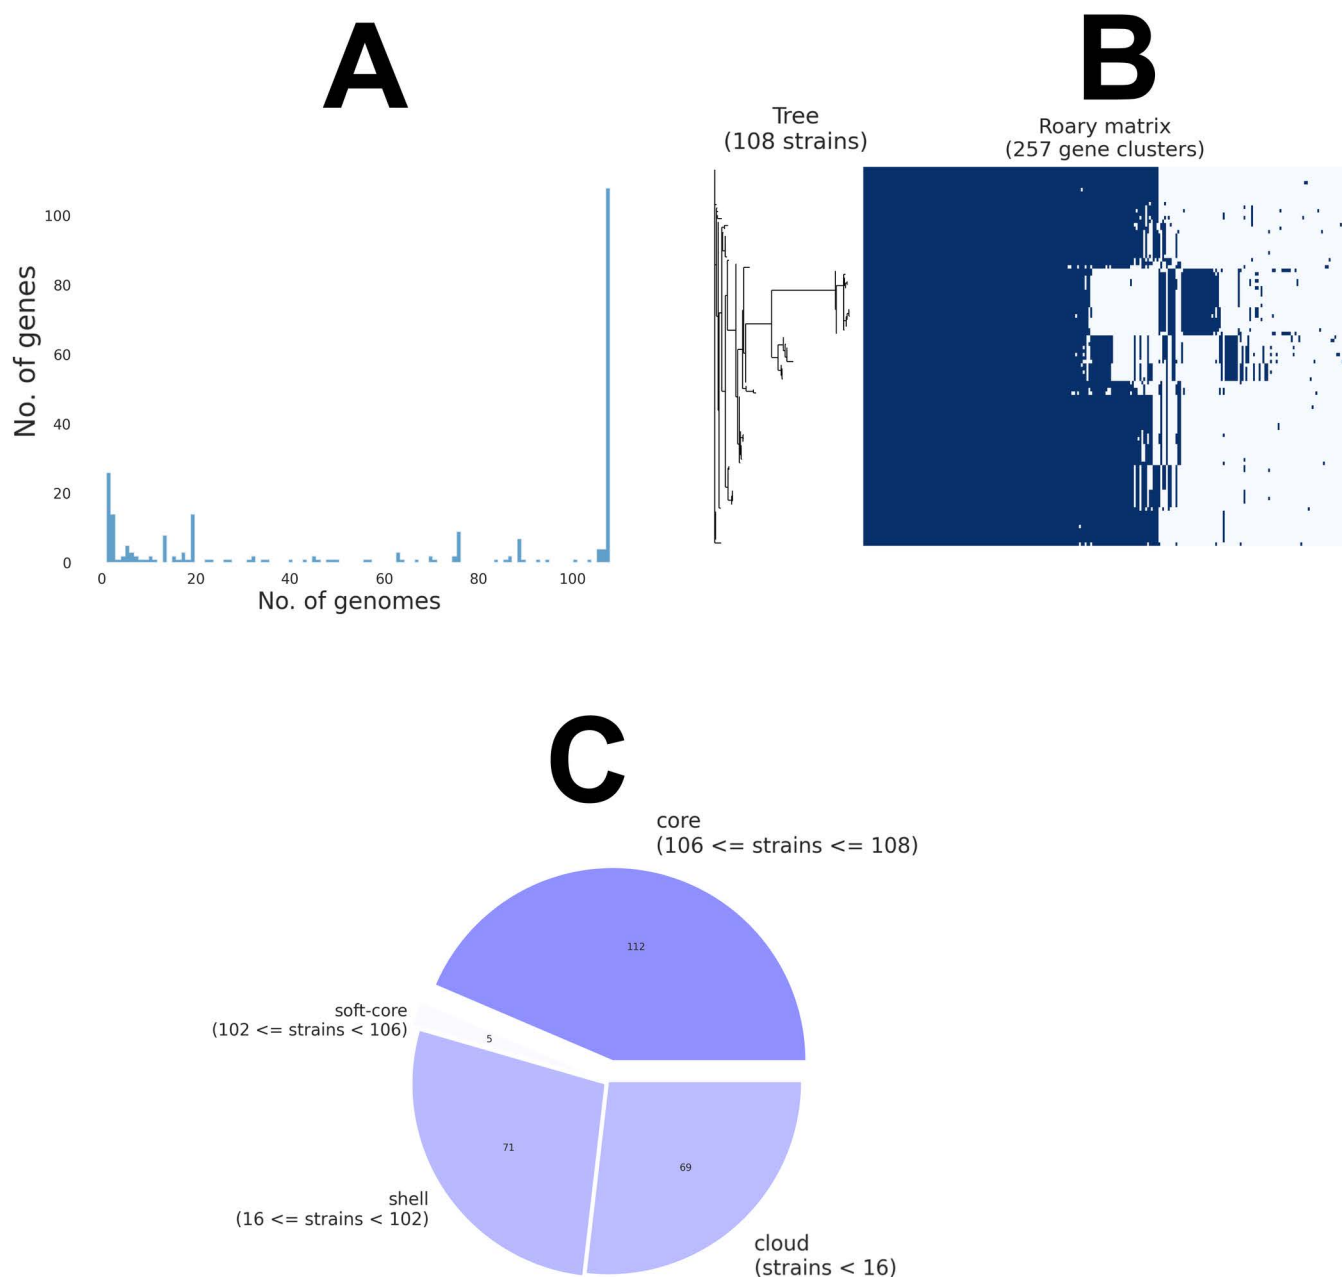 A
B
Tree
(108 strains)
Roary matrix
(257 gene clusters)
No. of genes
100
80
60
40
20
0
0 20 40 60 80 100
No. of genomes
C
core
(106 <= strains <= 108)
112
soft-core
(102 <= strains < 106)
5
71
69
shell
(16 <= strains < 102)
cloud
(strains < 16)